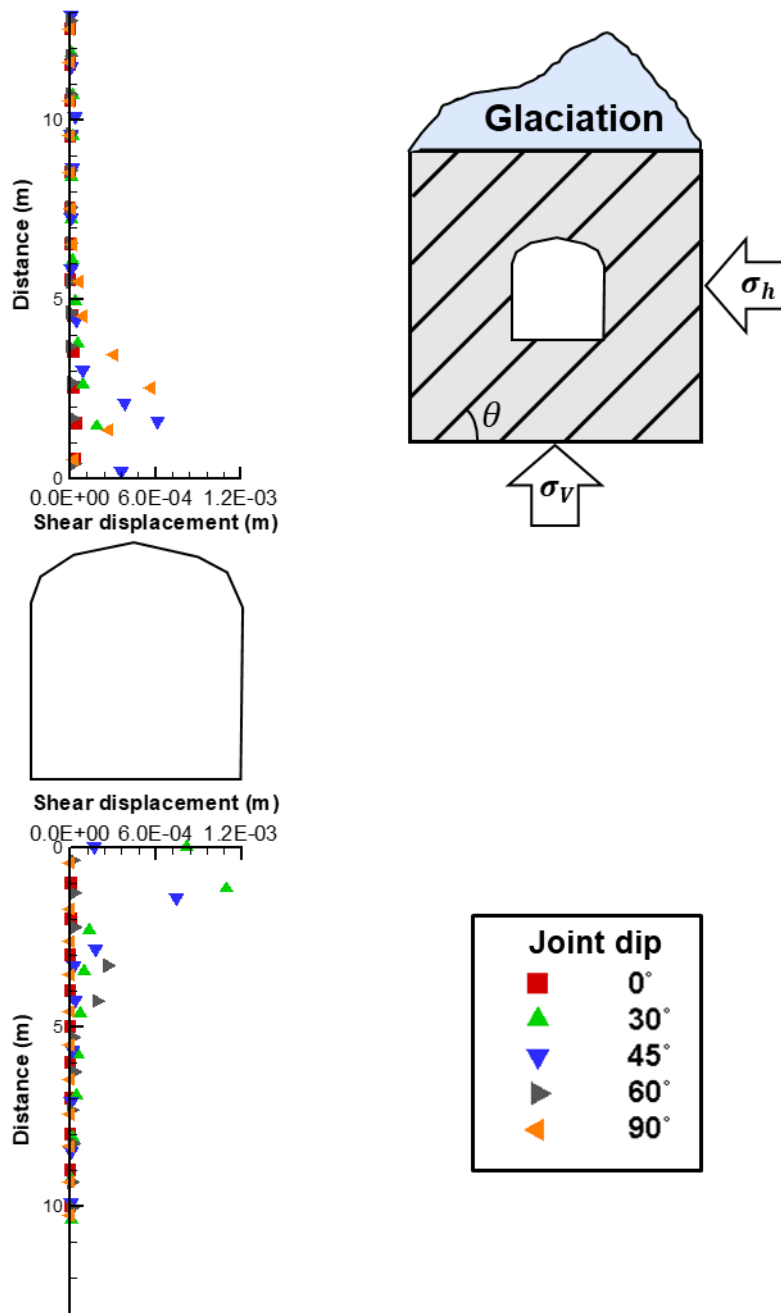 10
5
0
Distance (m)
0.0E+00 6.0E-04 1.2E-03
Shear displacement (m)
Glaciation
σh
θ
σV
Shear displacement (m)
0.0E+00 6.0E-04 1.2E-03
0
5
10
Distance (m)
Joint dip
0°
30°
45°
60°
90°